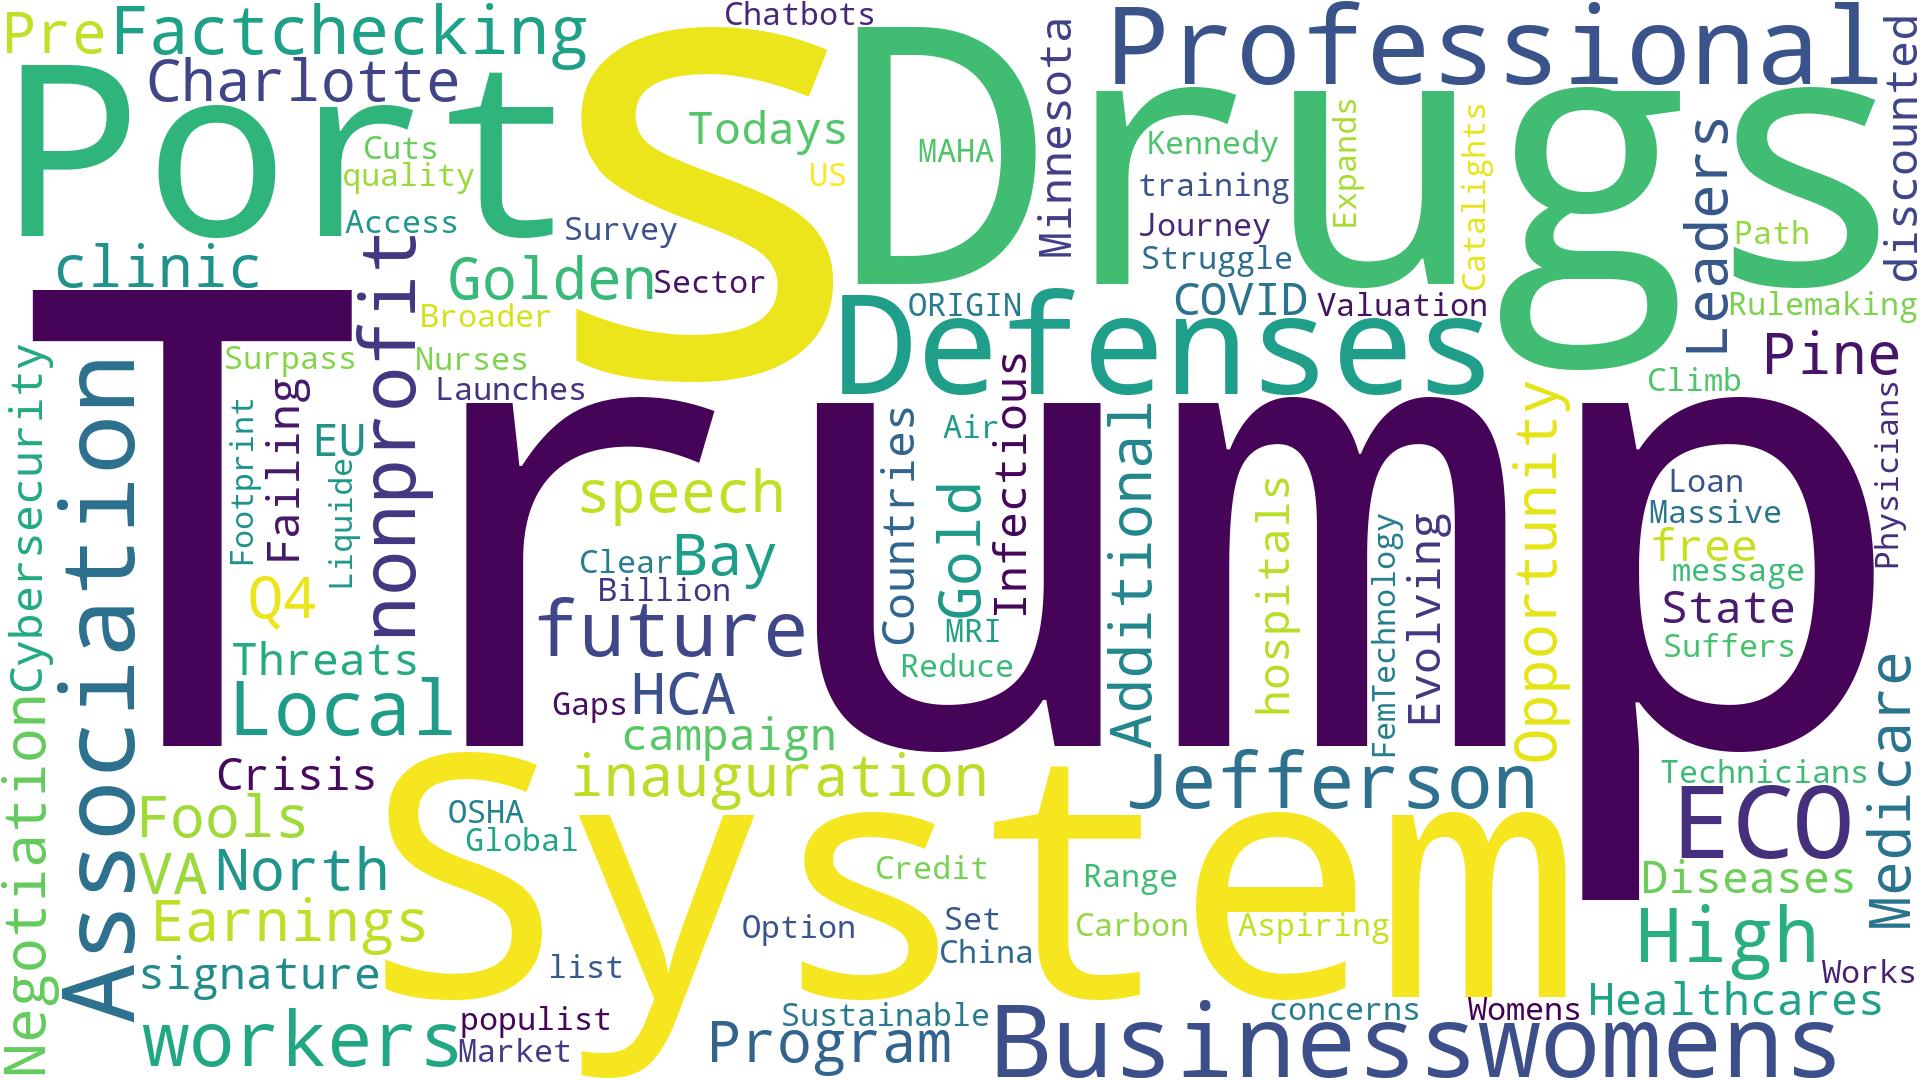 Pre
Factchecking
Chatbots
Professional
Charlotte
Port
S
Drugs
Minnesota
discounted
Cuts
quality
Access
Todays
US
MAHA
Kennedy
training
Journey
Struggle
Expands
Catalights
Leaders
Path
Survey
clinic
nonprofit
Golden
Sector
Broader
ORIGIN
COVID
Valuation
Rulemaking
Defenses
Pine
Climb
Trump
Surpass
Nurses
Launches
Cybersecurity
Association
Footprint
Failing
EU
Liquide
Q4
Threats
Local
speech
Clear
Bay
Billion
future
Gaps
HCA
campaign
Countries
Air
Gold
Infectious
MRI
Reduce
Additional
hospitals
FemTechnology
Evolving
Opportunity
Loan
Massive
free
message
State
Suffers
Physicians
Negotiation
Crisis
inauguration
Jefferson
Technicians
ECO
Medicare
Fools
OSHA
Global
System
VA
North
Credit
Range
Diseases
Earnings
Option
Set
China
Carbon
Aspiring
High
signature
list
Works
workers
populist
Market
Program
Sustainable
Businesswomens
concerns
Womens
Healthcares